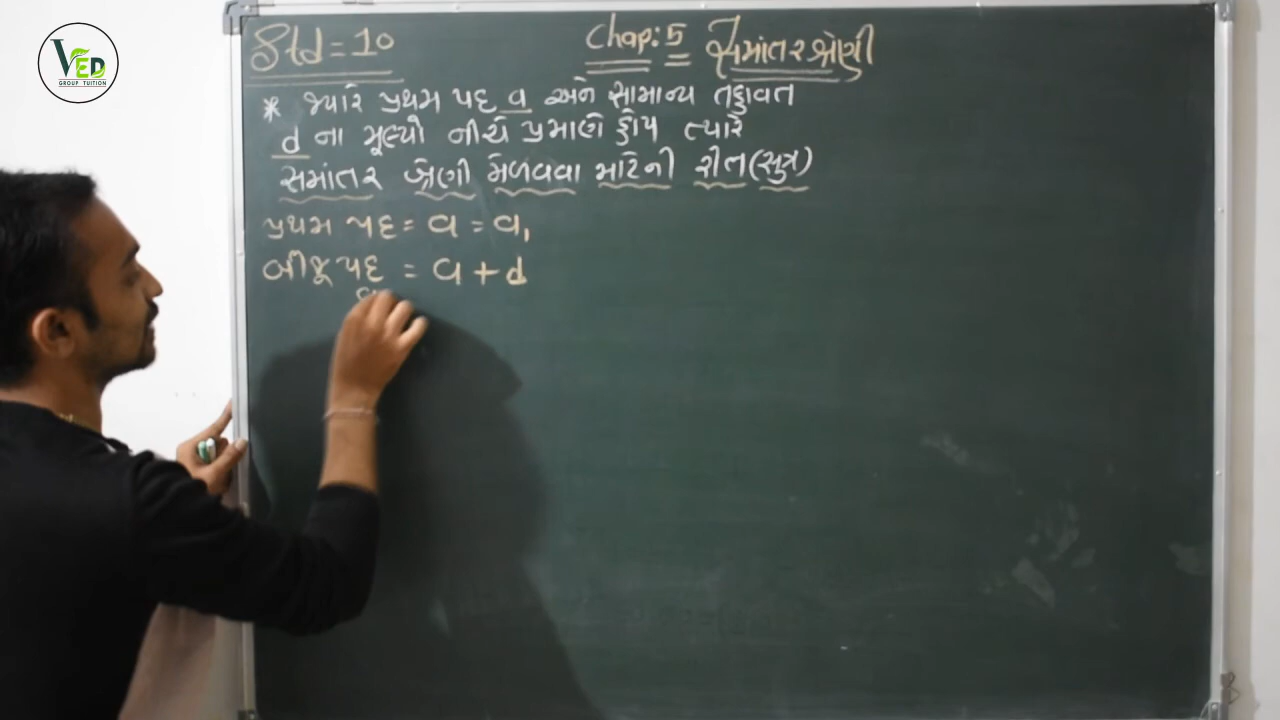 VED
GROUP TUITION
Std = 10
Chap: 5 સમાંતર શ્રેણી
* જ્યારે પ્રથમ પદ a અને સામાન્ય તફાવત
d ના મૂલ્યો નીચે પ્રમાણે હોય ત્યારે
સમાંતર શ્રેણી મેળવવા માટેની રીત (સુત્ર)
પ્રથમ પદ = a = a₁
બીજૂ પદ = a + d